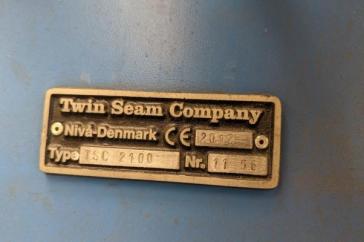 Twin Seam Company
Nivå-Denmark CE 2002
Type TSC 2100 Nr. 11 56